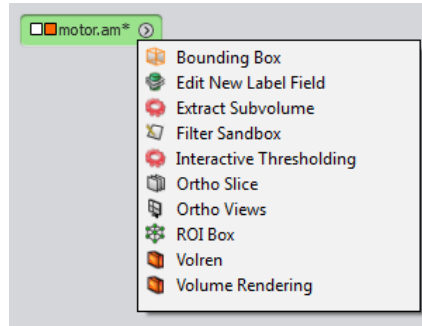 motor.am*
Bounding Box
Edit New Label Field
Extract Subvolume
Filter Sandbox
Interactive Thresholding
Ortho Slice
Ortho Views
ROI Box
Volren
Volume Rendering